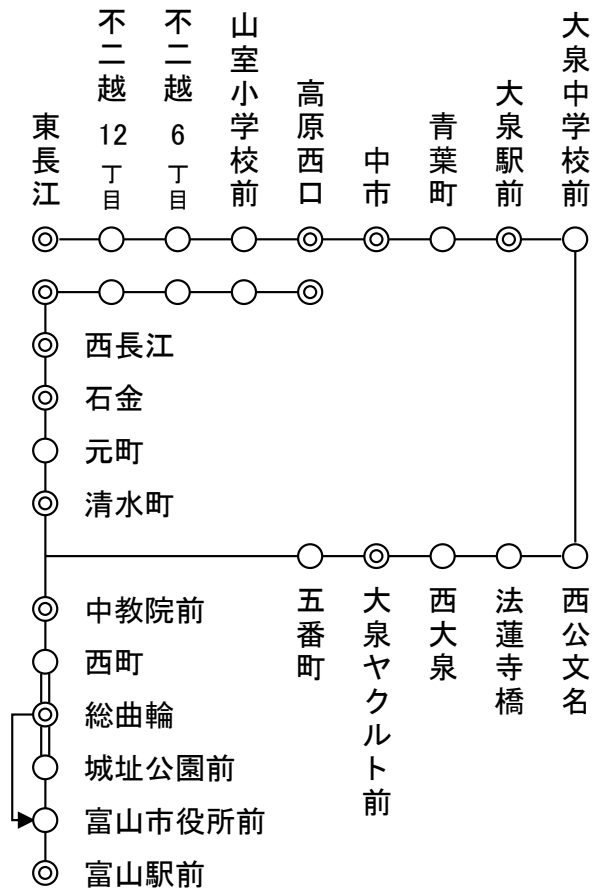 東長江
不二越12丁目
不二越6丁目
山室小学校前
高原西口
中市
青葉町
大泉駅前
大泉中学校前
西長江
石金
元町
清水町
五番町
大泉ヤクルト前
西大泉
法蓮寺橋
西公文名
中教院前
西町
総曲輪
城址公園前
富山市役所前
富山駅前